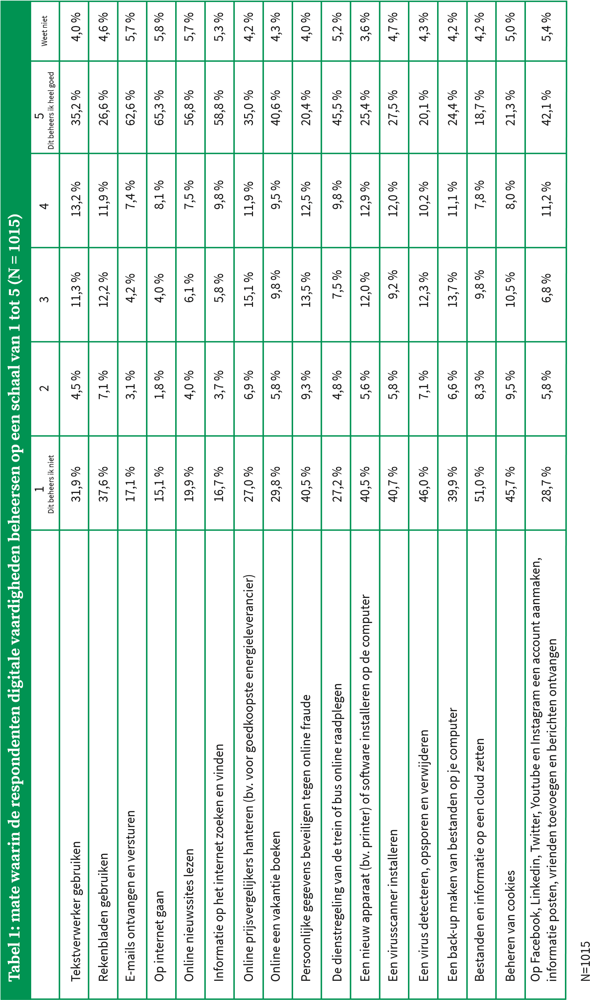 Tabel 1: mate waarin de respondenten digitale vaardigheden beheersen op een schaal van 1 tot 5 (N = 1015)
1 2 3 4 5 Weet niet
Dit beheers ik niet Dit beheers ik heel goed
Tekstverwerker gebruiken 31,9 % 4,5 % 11,3 % 13,2 % 35,2 % 4,0 %
Rekenbladen gebruiken 37,6 % 7,1 % 12,2 % 11,9 % 26,6 % 4,6 %
E-mails ontvangen en versturen 17,1 % 3,1 % 4,2 % 7,4 % 62,6 % 5,7 %
Op internet gaan 15,1 % 1,8 % 4,0 % 8,1 % 65,3 % 5,8 %
Online nieuwssites lezen 19,9 % 4,0 % 6,1 % 7,5 % 56,8 % 5,7 %
Informatie op het internet zoeken en vinden 16,7 % 3,7 % 5,8 % 9,8 % 58,8 % 5,3 %
Online prijsvergelijkers hanteren (bv. voor goedkoopste energieleverancier) 27,0 % 6,9 % 15,1 % 11,9 % 35,0 % 4,2 %
Online een vakantie boeken 29,8 % 5,8 % 9,8 % 9,5 % 40,6 % 4,3 %
Persoonlijke gegevens beveiligen tegen online fraude 40,5 % 9,3 % 13,5 % 12,5 % 20,4 % 4,0 %
De dienstregeling van de trein of bus online raadplegen 27,2 % 4,8 % 7,5 % 9,8 % 45,5 % 5,2 %
Een nieuw apparaat (bv. printer) of software installeren op de computer 40,5 % 5,6 % 12,0 % 12,9 % 25,4 % 3,6 %
Een virusscanner installeren 40,7 % 5,8 % 9,2 % 12,0 % 27,5 % 4,7 %
Een virus detecteren, opsporen en verwijderen 46,0 % 7,1 % 12,3 % 10,2 % 20,1 % 4,3 %
Een back-up maken van bestanden op je computer 39,9 % 6,6 % 13,7 % 11,1 % 24,4 % 4,2 %
Bestanden en informatie op een cloud zetten 51,0 % 8,3 % 9,8 % 7,8 % 18,7 % 4,2 %
Beheren van cookies 45,7 % 9,5 % 10,5 % 8,0 % 21,3 % 5,0 %
Op Facebook, Linkedin, Twitter, Youtube en Instagram een account aanmaken,
informatie posten, vrienden toevoegen en berichten ontvangen 28,7 % 5,8 % 6,8 % 11,2 % 42,1 % 5,4 %
N=1015